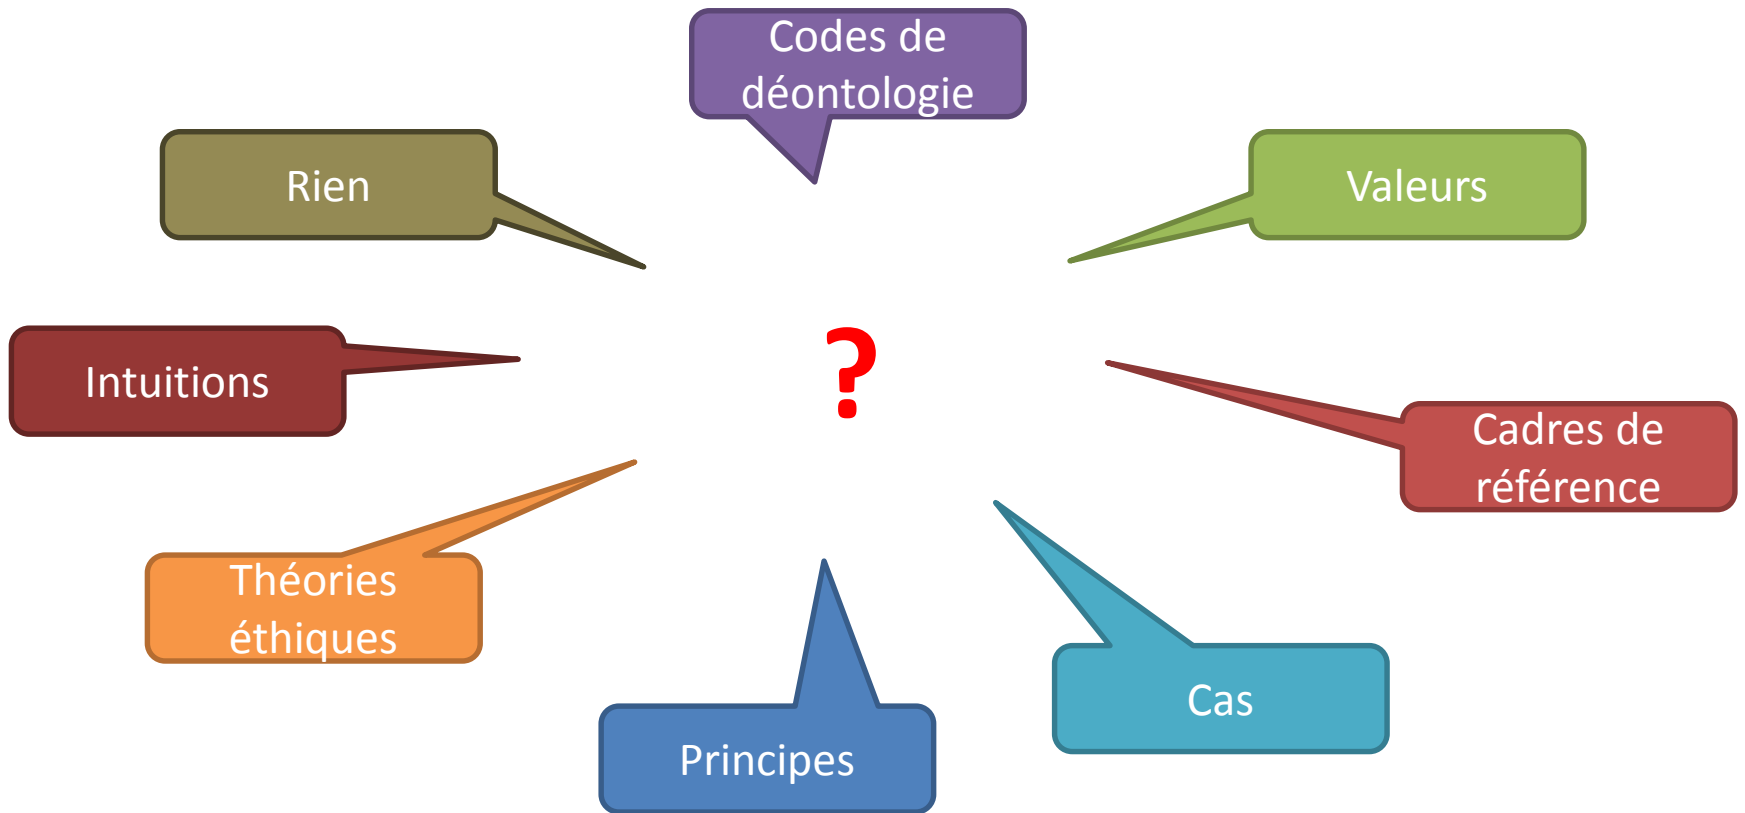 Codes de
déontologie
Rien
Valeurs
?
Intuitions
Cadres de
référence
Théories
éthiques
Cas
Principes